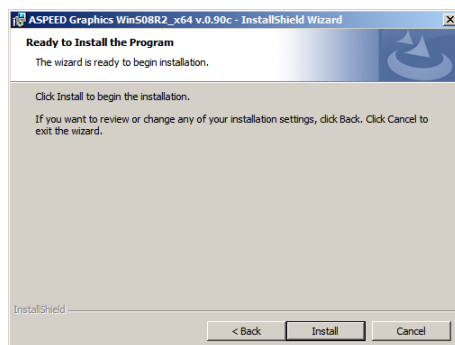 ASPEED Graphics WinS08R2_x64 v.0.90c - InstallShield Wizard
Ready to Install the Program
The wizard is ready to begin installation.
Click Install to begin the installation.
If you want to review or change any of your installation settings, click Back. Click Cancel to
exit the wizard.
InstallShield
< Back Install Cancel